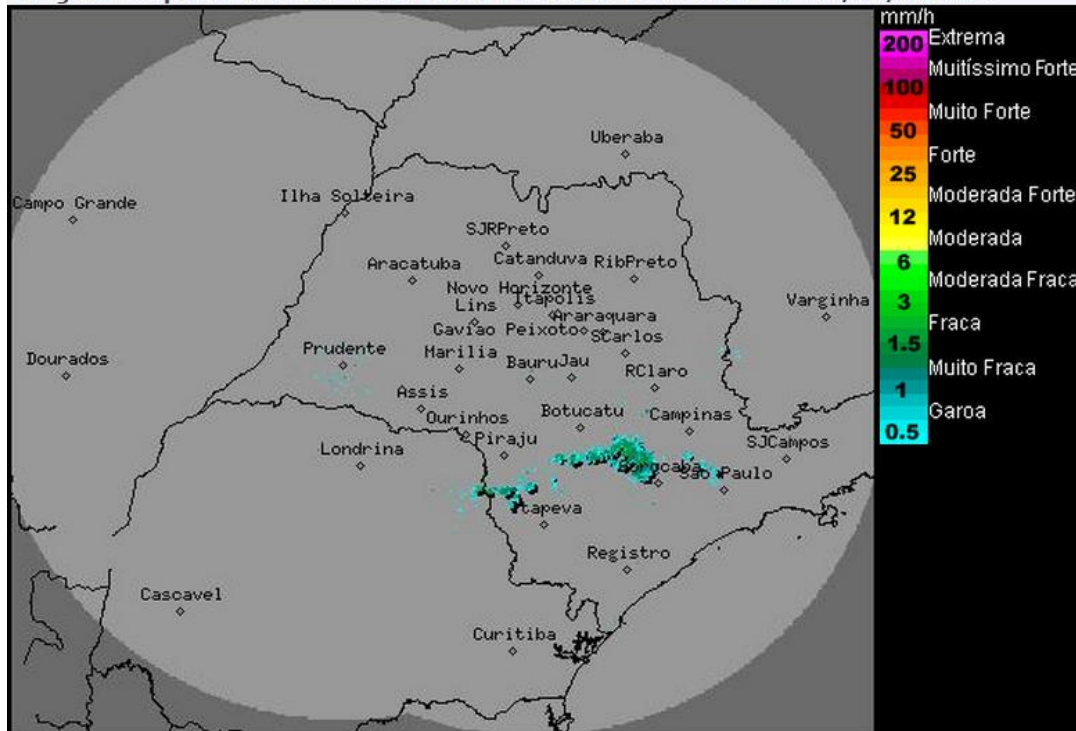 mm/h
200 Extrema
Muitíssimo Forte
100
Muito Forte
50
Forte
25
Moderada Forte
12
Moderada
6
Moderada Fraca
3
Fraca
1.5
Muito Fraca
1
Garoa
0.5
Uberaba
Ilha Solteira
Campo Grande
SJRPreto
Catanduva
Aracatuba
RibPreto
Novo Horizonte
Itapolis
Lins
Varginha
Araraquara
Gaviao Peixoto
SCarlos
Prudente
Marilia
Dourados
Bauru
Jau
RClaro
Assis
Botucatu
Campinas
Ourinhos
Piraju
SJCampos
Londrina
Sorocaba
Sao Paulo
Itapeva
Registro
Cascavel
Curitiba